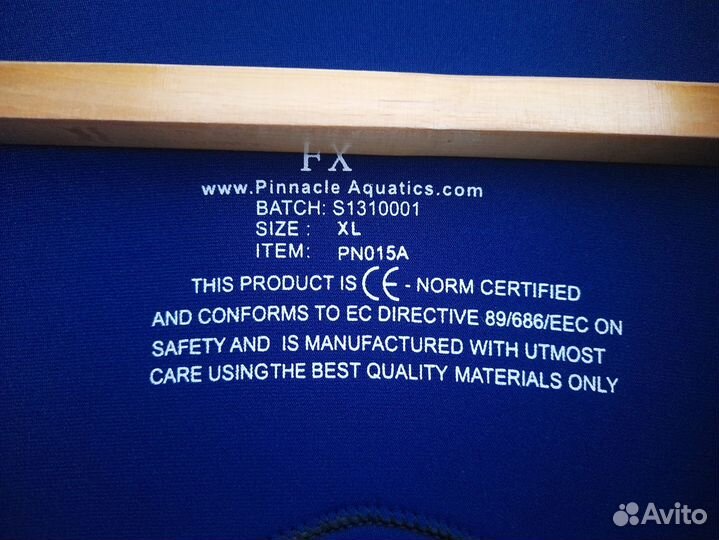 FX
www.Pinnacle Aquatics.com
BATCH: S1310001
SIZE : XL
ITEM: PN015A
THIS PRODUCT IS CE - NORM CERTIFIED
AND CONFORMS TO EC DIRECTIVE 89/686/EEC ON
SAFETY AND IS MANUFACTURED WITH UTMOST
CARE USINGTHE BEST QUALITY MATERIALS ONLY
Avito